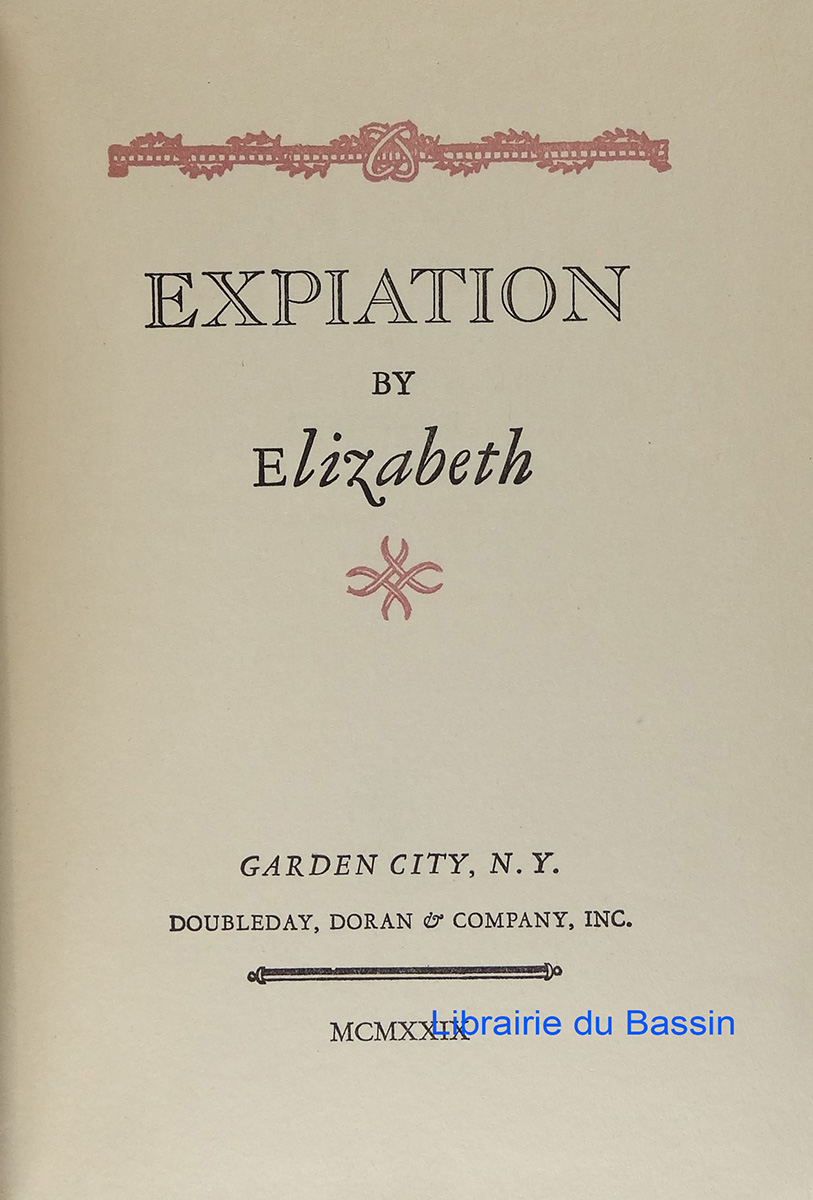 EXPIATION
BY
Elizabeth
GARDEN CITY, N. Y.
DOUBLEDAY, DORAN & COMPANY, INC.
MCMXXIX
Librairie du Bassin